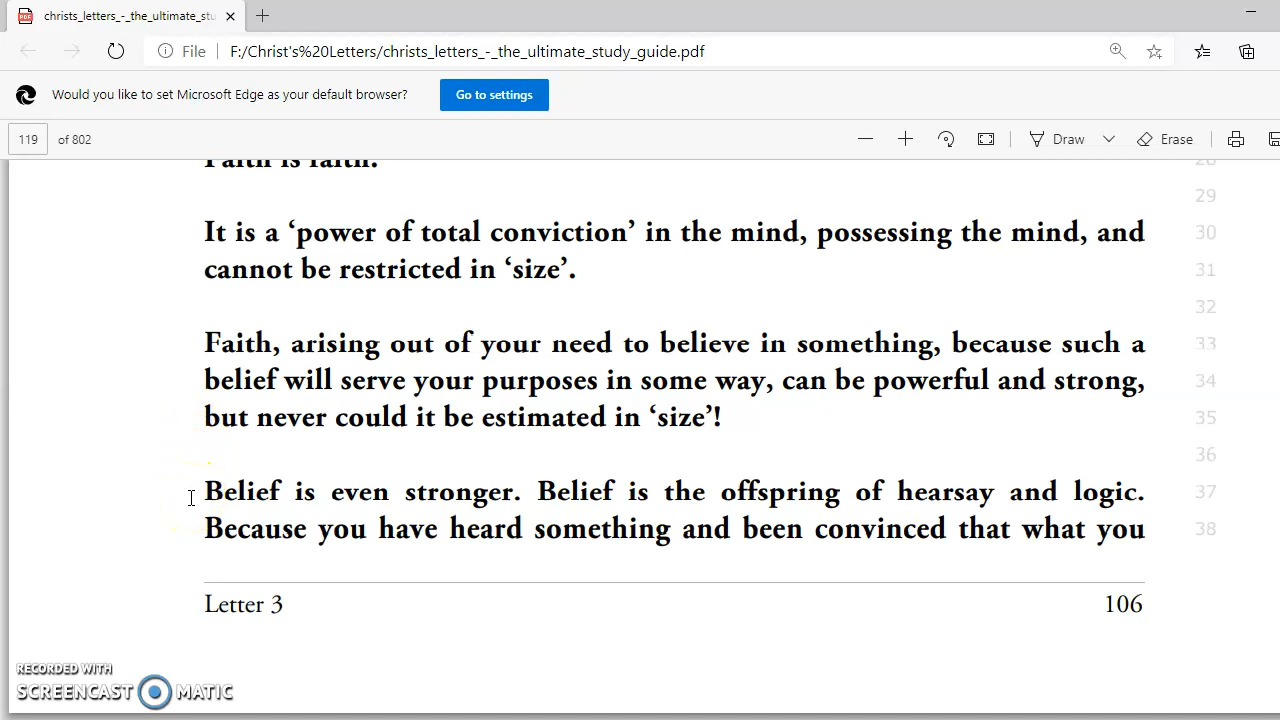 christs_letters_-_the_ultimate_stu
File F:/Christ's%20Letters/christs_letters_-_the_ultimate_study_guide.pdf
Would you like to set Microsoft Edge as your default browser? Go to settings
119 of 802 Draw Erase
Faith is faith.
29
It is a ‘power of total conviction’ in the mind, possessing the mind, and 30
cannot be restricted in ‘size’. 31
32
Faith, arising out of your need to believe in something, because such a 33
belief will serve your purposes in some way, can be powerful and strong, 34
but never could it be estimated in ‘size’! 35
36
Belief is even stronger. Belief is the offspring of hearsay and logic. 37
Because you have heard something and been convinced that what you 38
Letter 3 106
RECORDED WITH
SCREENCAST MATIC